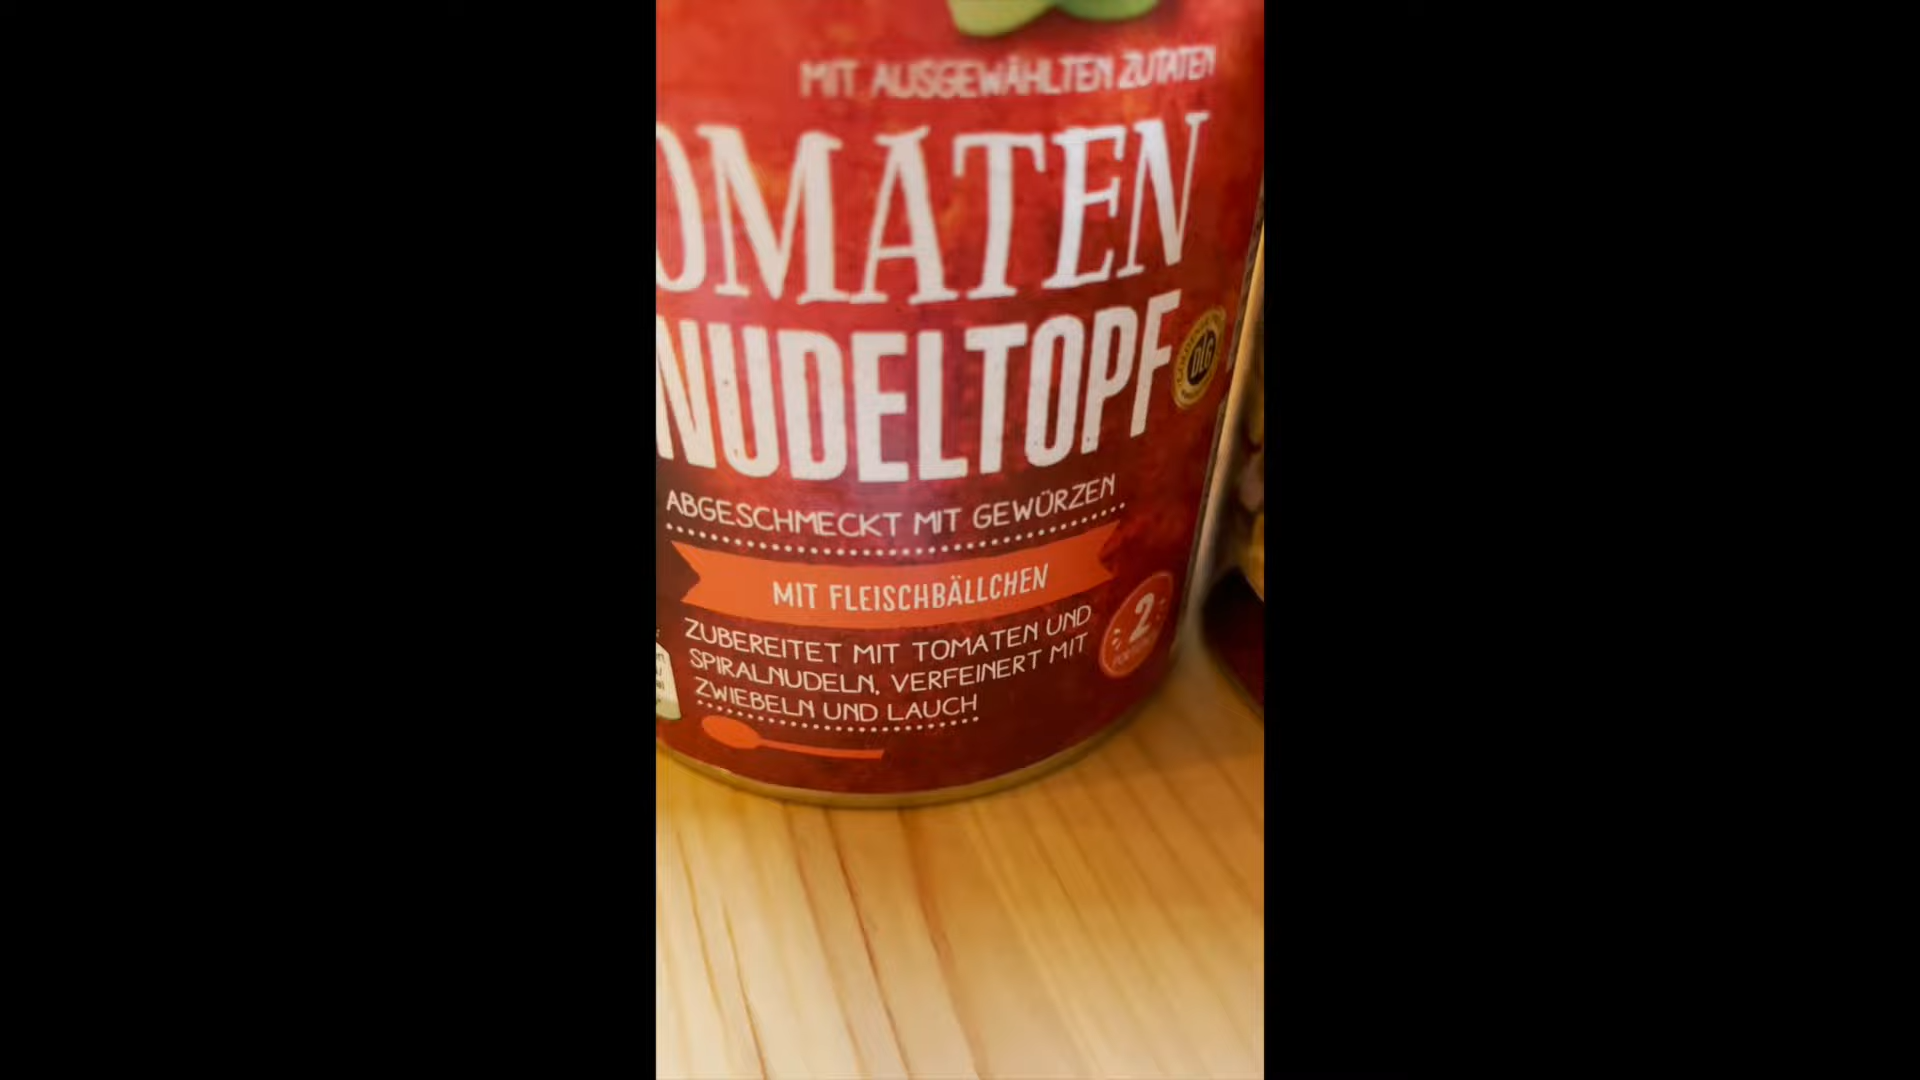 MIT AUSGEWÄHLTEN ZUTATEN
OMATEN
NUDELTOPF
DLG
ABGESCHMECKT MIT GEWÜRZEN
MIT FLEISCHBÄLLCHEN
ZUBEREITET MIT TOMATEN UND
SPIRALNUDELN, VERFEINERT MIT
ZWIEBELN UND LAUCH
2